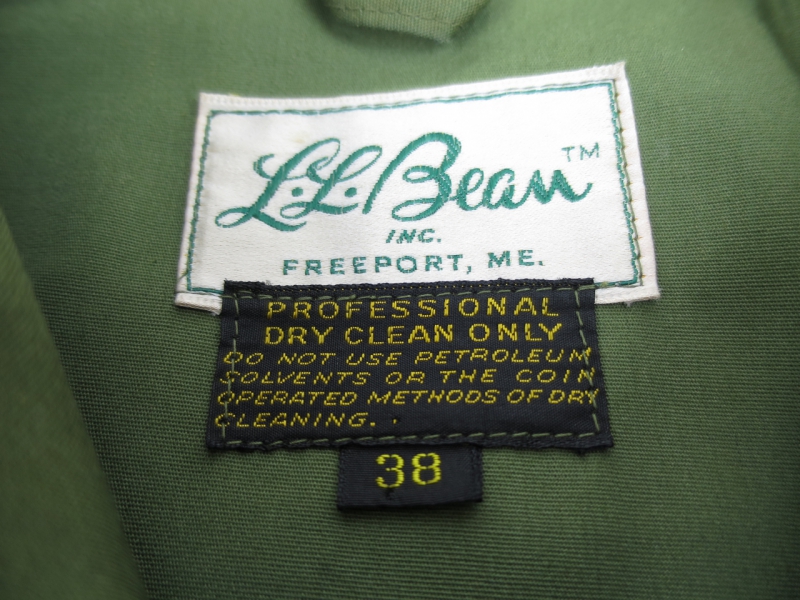 L.L.Bean™
INC.
FREEPORT, ME.
PROFESSIONAL
DRY CLEAN ONLY
DO NOT USE PETROLEUM
SOLVENTS OR THE COIN
OPERATED METHODS OF DRY
CLEANING.
38